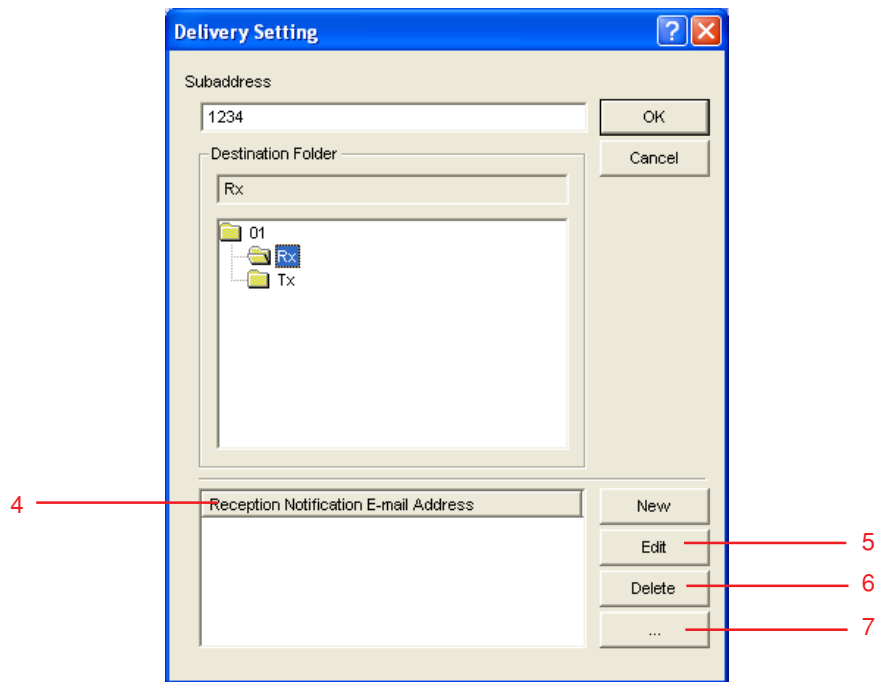 Delivery Setting
Subaddress
1234
OK
Destination Folder
Cancel
Rx
01
Rx
Tx
4
Reception Notification E-mail Address
New
Edit
5
Delete
6
...
7